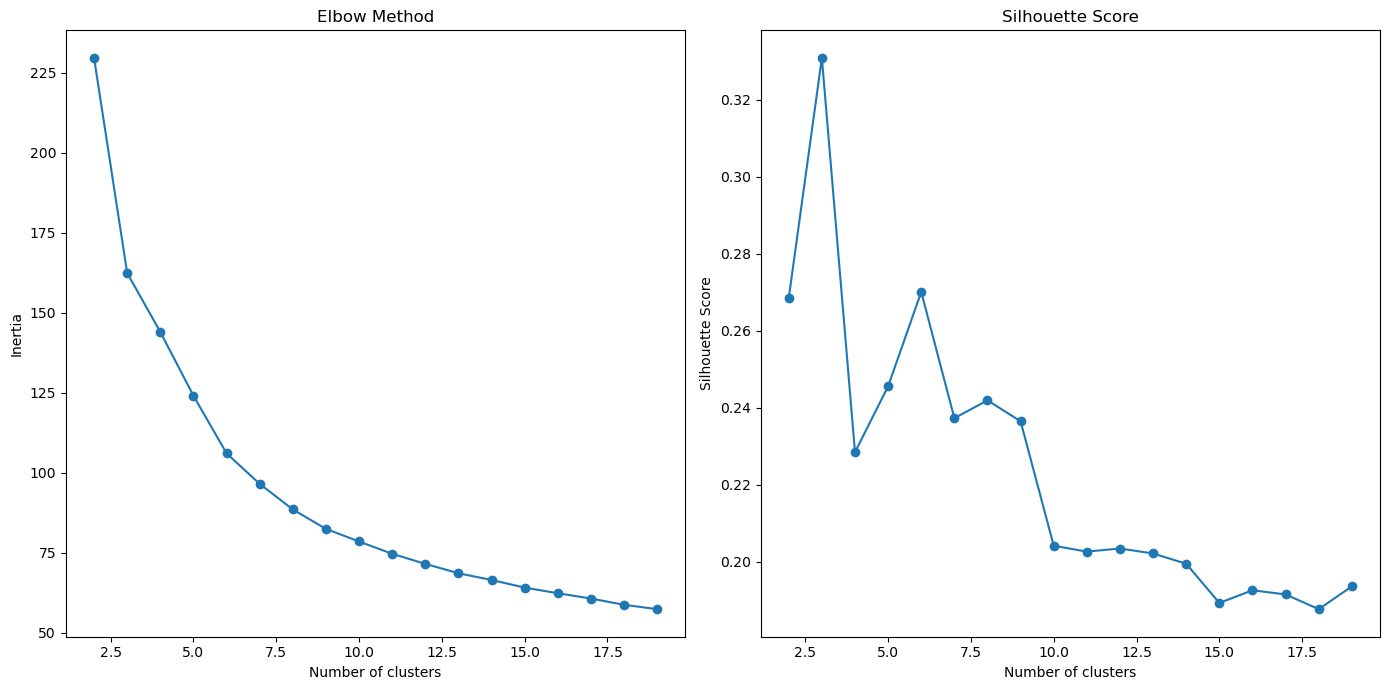 Elbow Method
225
200
175
150
125
100
75
50
Inertia
2.5 5.0 7.5 10.0 12.5 15.0 17.5
Number of clusters
Silhouette Score
0.32
0.30
0.28
0.26
0.24
0.22
0.20
Silhouette Score
2.5 5.0 7.5 10.0 12.5 15.0 17.5
Number of clusters